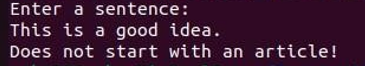 Enter a sentence:
This is a good idea.
Does not start with an article!